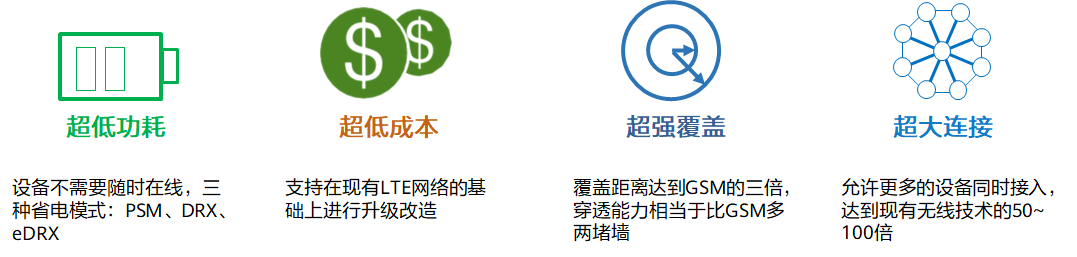 超低功耗
设备不需要随时在线，三
种省电模式：PSM、DRX、
eDRX
$
$
超低成本
支持在现有LTE网络的基
础上进行升级改造
超强覆盖
覆盖距离达到GSM的三倍，
穿透能力相当于比GSM多
两堵墙
超大连接
允许更多的设备同时接入，
达到现有无线技术的50~
100倍